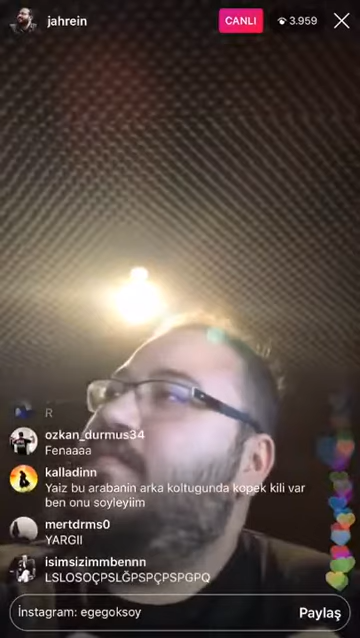 jahrein
CANLI
3.959
R
ozkan_durmus34
Fenaaaa
kalladinn
Yaiz bu arabanin arka koltugunda kopek kili var
ben onu soyleyiim
mertdrms0
YARGII
isimsizimmbennn
LSLOSOÇPSLĞPSPÇPSPGPQ
İnstagram: egegoksoy
Paylaş